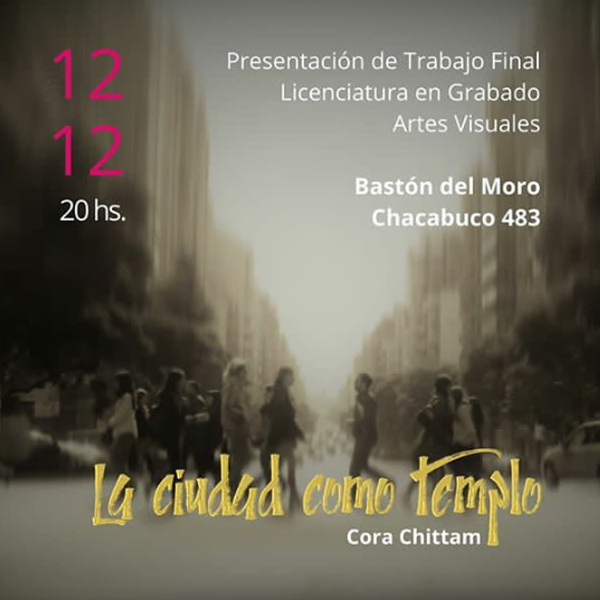 12
12
20 hs.
Presentación de Trabajo Final
Licenciatura en Grabado
Artes Visuales
Bastón del Moro
Chacabuco 483
La ciudad como templo
Cora Chittam